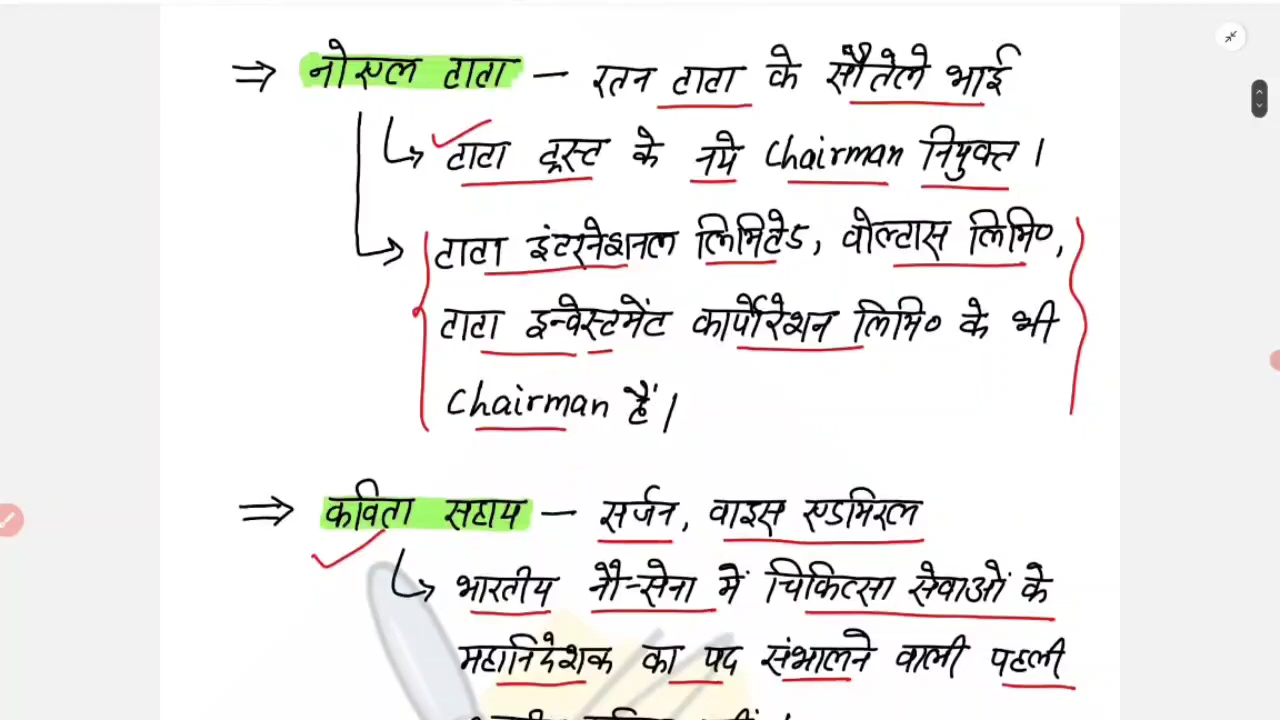 ⇒ नोएल टाटा – रतन टाटा के सौतेले भाई
↳ टाटा ट्रस्ट के नये Chairman नियुक्त।
↳ टाटा इंटरनेशनल लिमिटेड, वोल्टास लिमि०,
टाटा इन्वेस्टमेंट कार्पोरेशन लिमि० के भी
Chairman हैं।
⇒ कविता सहाय – सर्जन, वाइस एडमिरल
↳ भारतीय नौ-सेना में चिकित्सा सेवाओं के
महानिदेशक का पद संभालने वाली पहली